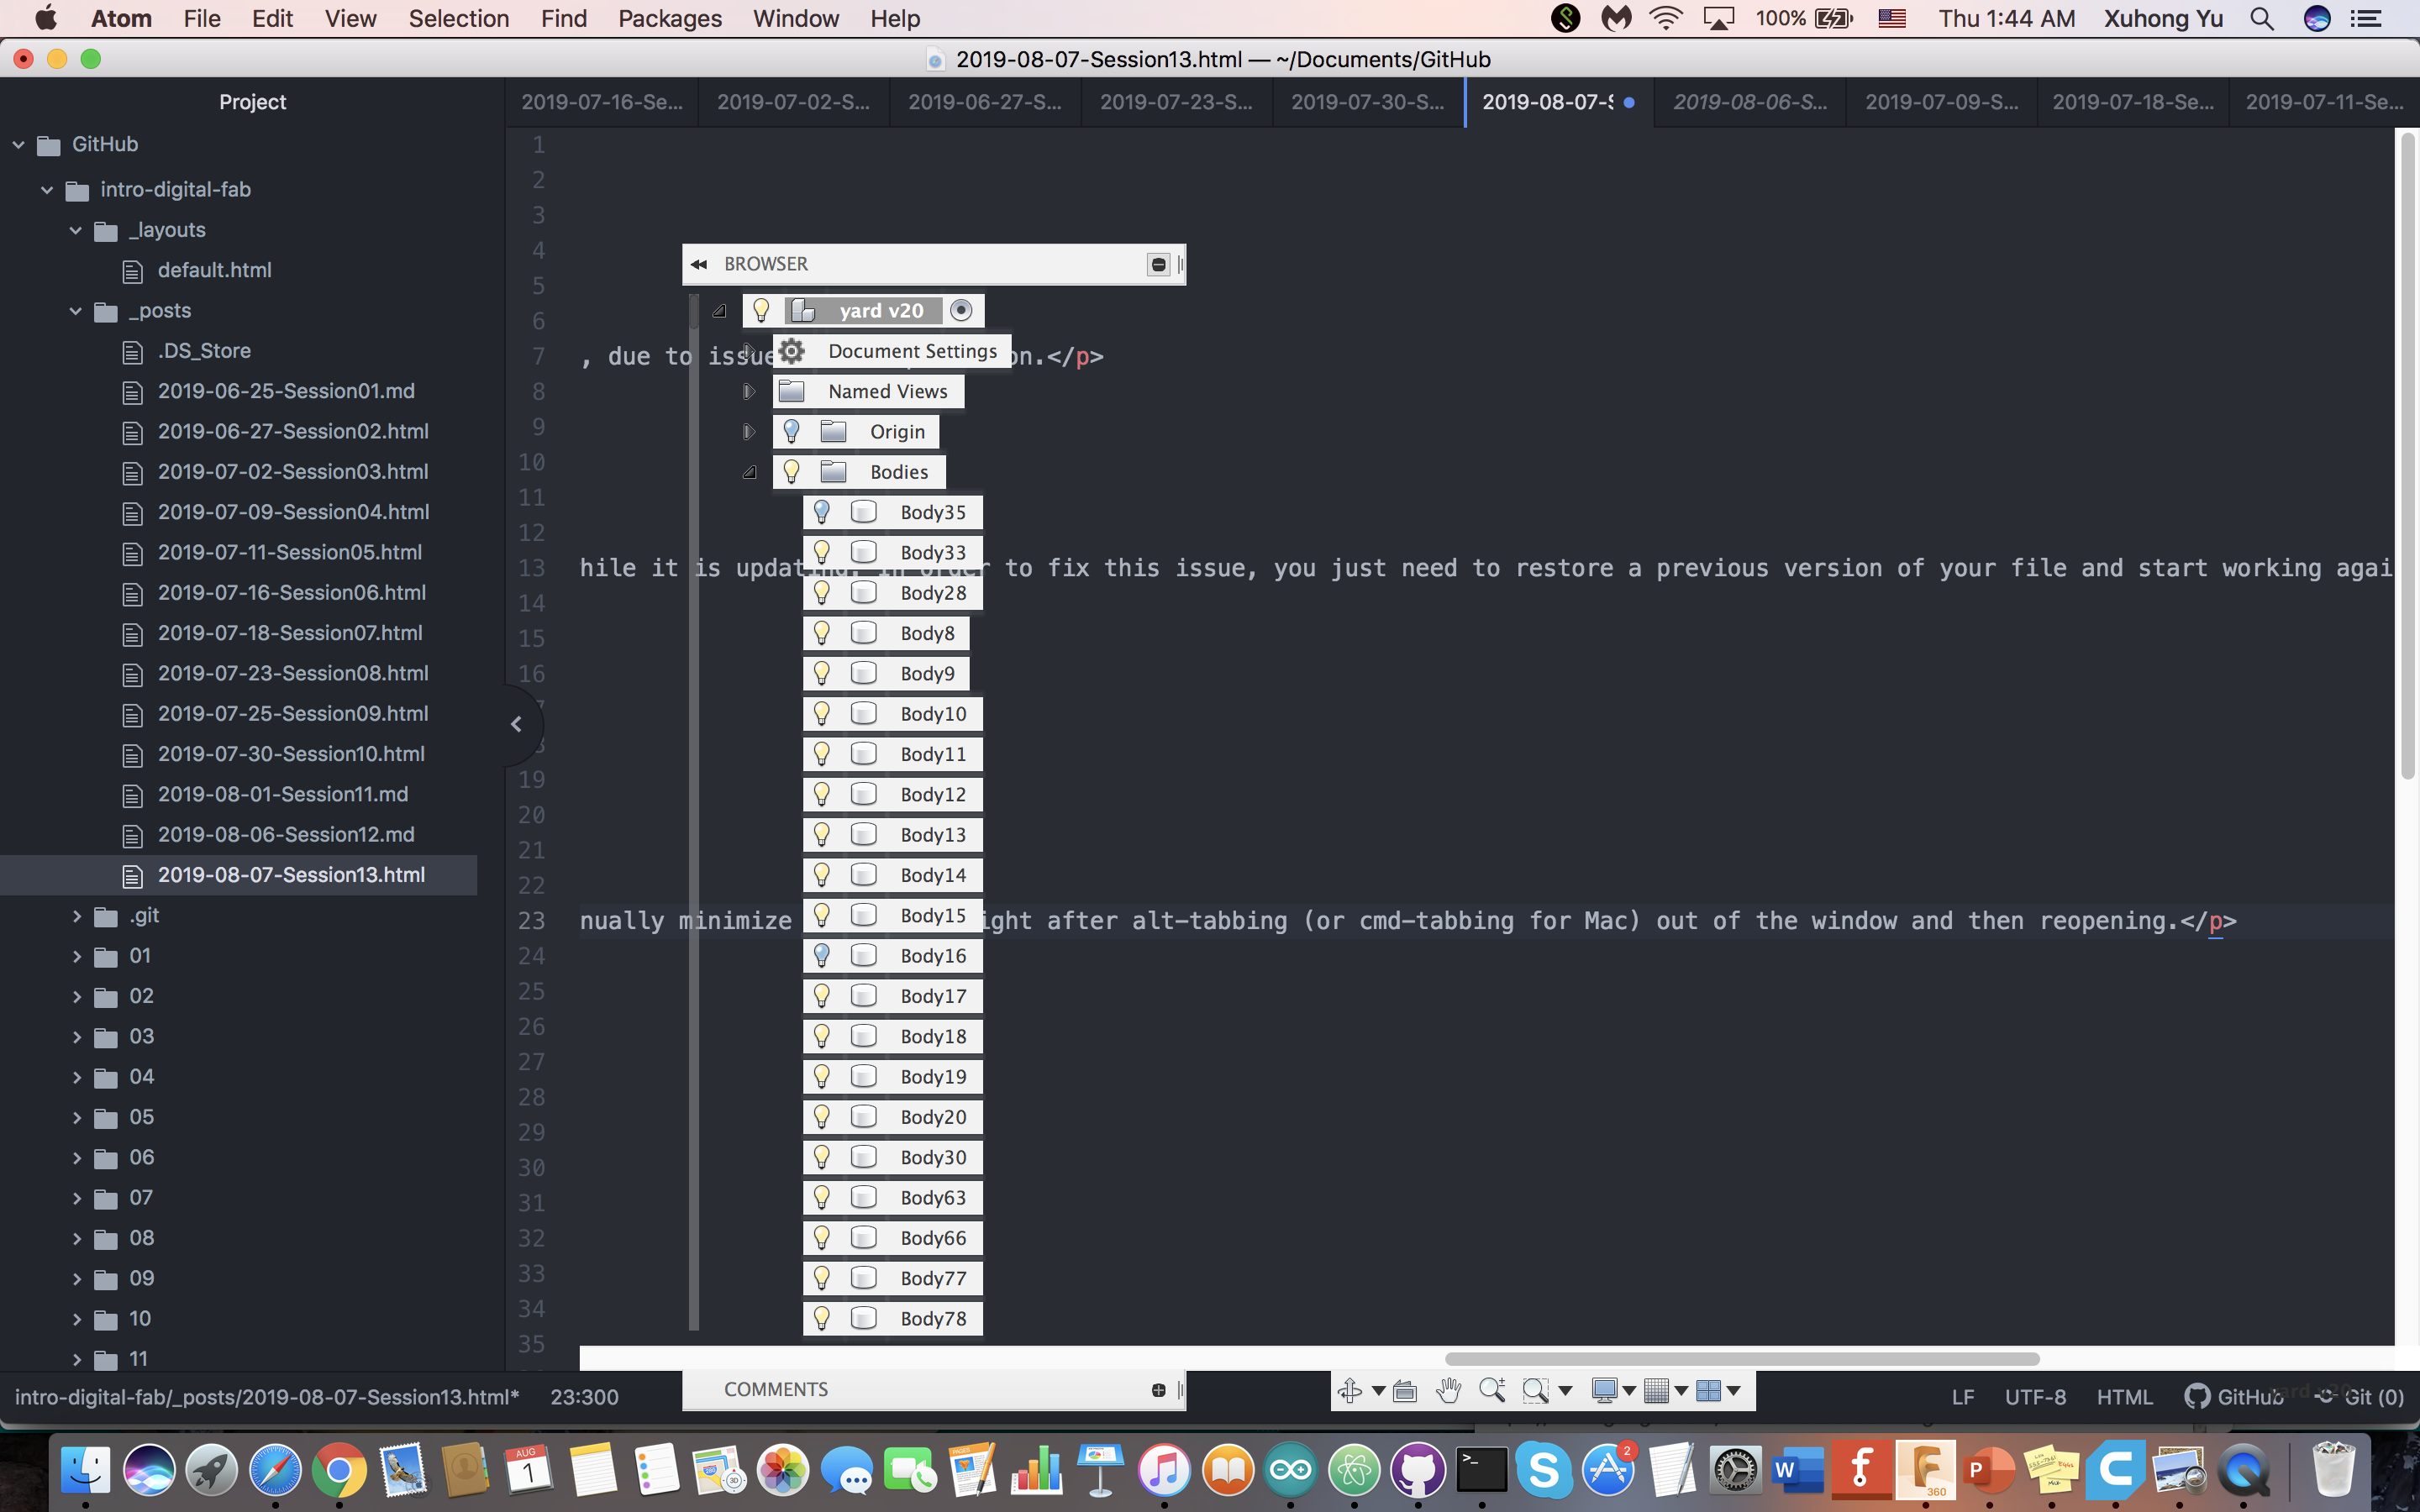 Atom File Edit View Selection Find Packages Window Help
100% Thu 1:44 AM Xuhong Yu
2019-08-07-Session13.html — ~/Documents/GitHub
Project
2019-07-16-Se... 2019-07-02-S... 2019-06-27-S... 2019-07-23-S... 2019-07-30-S... 2019-08-07-S 2019-08-06-S... 2019-07-09-S... 2019-07-18-Se... 2019-07-11-Se...
GitHub
intro-digital-fab
_layouts
default.html
_posts
.DS_Store
2019-06-25-Session01.md
2019-06-27-Session02.html
2019-07-02-Session03.html
2019-07-09-Session04.html
2019-07-11-Session05.html
2019-07-16-Session06.html
2019-07-18-Session07.html
2019-07-23-Session08.html
2019-07-25-Session09.html
2019-07-30-Session10.html
2019-08-01-Session11.md
2019-08-06-Session12.md
2019-08-07-Session13.html
.git
01
02
03
04
05
06
07
08
09
10
11
1
2
3
4
5
6
7 , due to issue on.</p>
8
9
10
11
12
13 hile it is updating. In order to fix this issue, you just need to restore a previous version of your file and start working agai
14
15
16
19
20
21
22
23 nually minimize ight after alt-tabbing (or cmd-tabbing for Mac) out of the window and then reopening.</p>
24
25
26
27
28
29
30
31
32
33
34
35
BROWSER
yard v20
Document Settings
Named Views
Origin
Bodies
Body35
Body33
Body28
Body8
Body9
Body10
Body11
Body12
Body13
Body14
Body15
Body16
Body17
Body18
Body19
Body20
Body30
Body63
Body66
Body77
Body78
COMMENTS
intro-digital-fab/_posts/2019-08-07-Session13.html* 23:300
LF UTF-8 HTML GitHub Git (0)
yard v20
AUG
1
PAGES
3D
>_
S
2
W
f
F
360
P
C